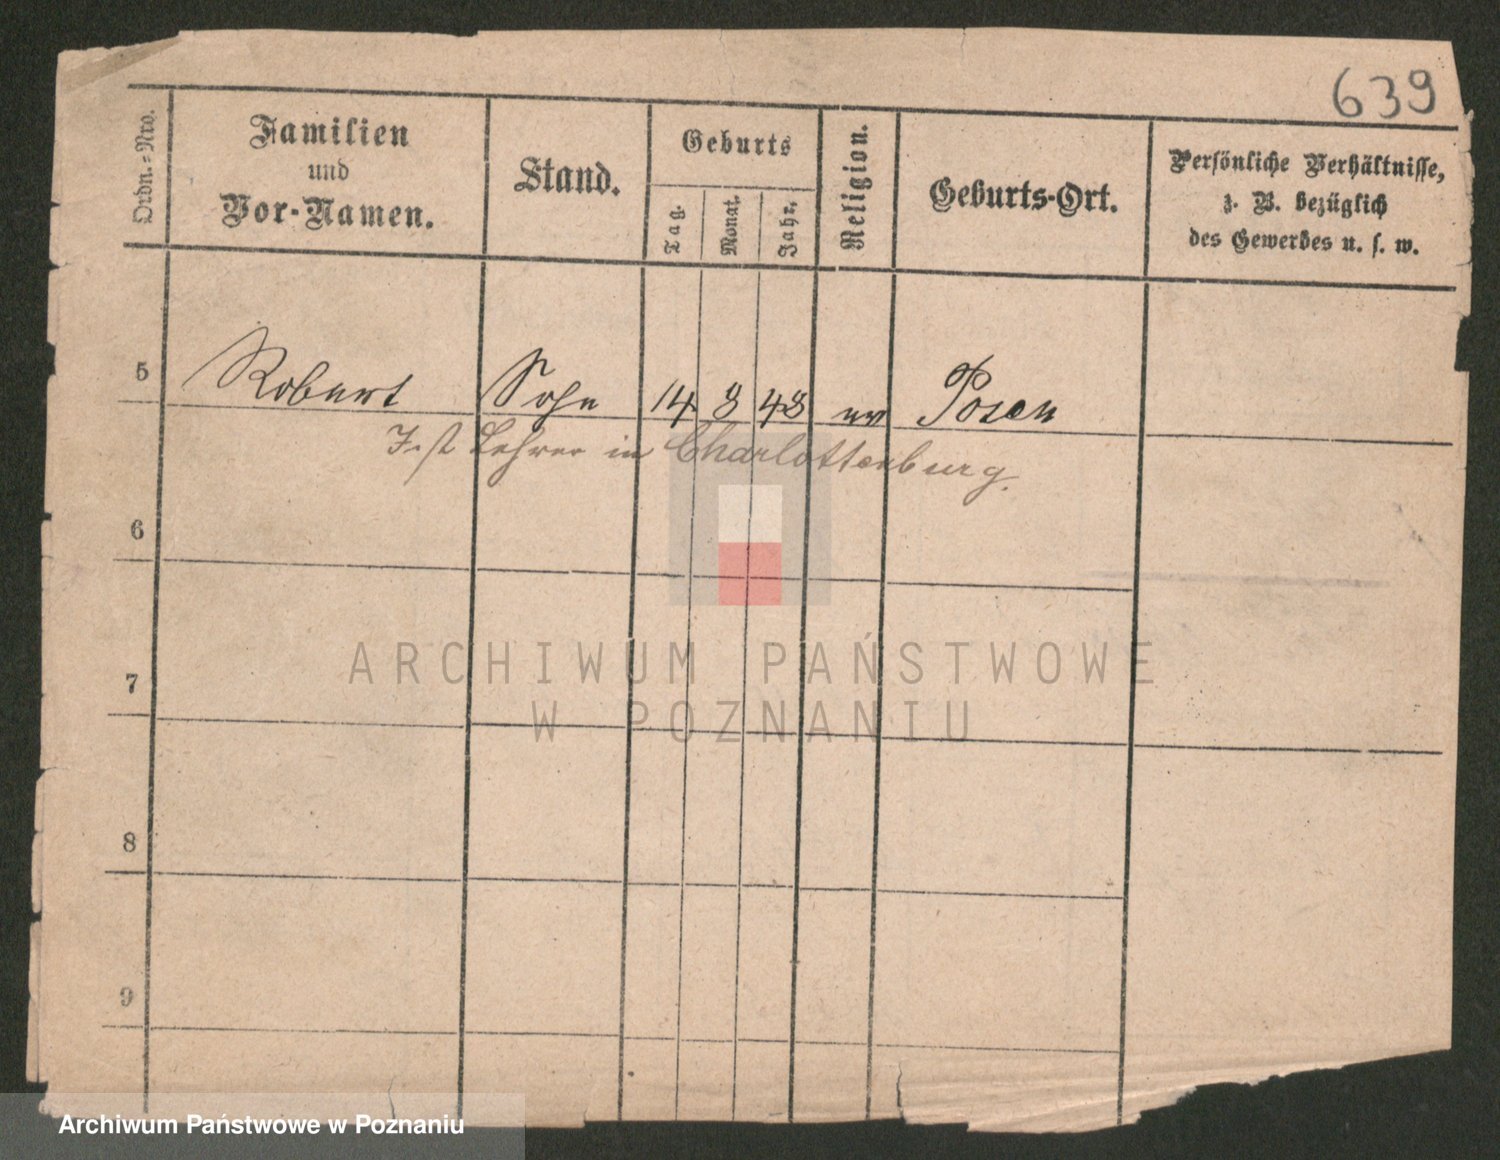 639
Ordn.-Nro.
Familien
und
Vor-Namen.
Stand.
Geburts
Tag.
Monat.
Jahr.
Religion.
Geburts-Ort.
Persönliche Verhältnisse,
z. B. bezüglich
des Gewerbes u. s. w.
5 Robert Sohn 14 8 48 ev Posen
Ist Lehrer in Charlottenburg.
6
7
8
9
ARCHIWUM PAŃSTWOWE
W POZNANIU
Archiwum Państwowe w Poznaniu